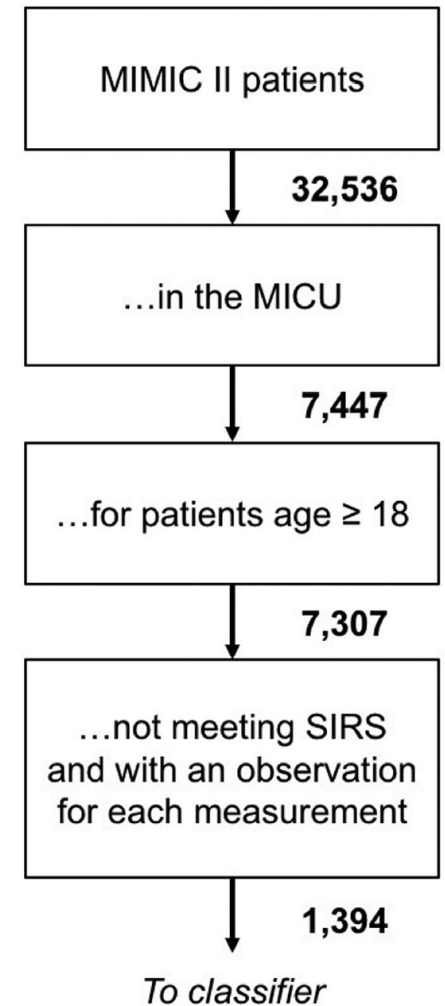 MIMIC II patients
32,536
…in the MICU
7,447
…for patients age ≥ 18
7,307
…not meeting SIRS
and with an observation
for each measurement
1,394
To classifier